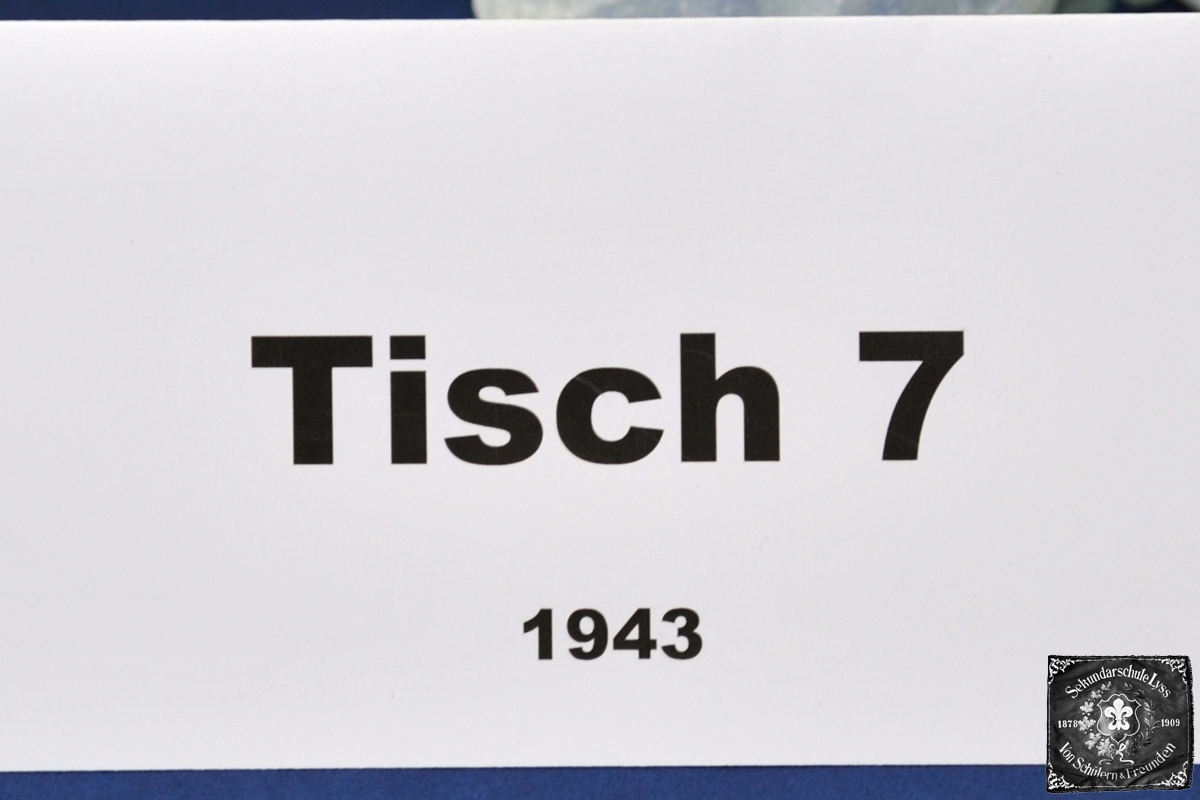 Tisch 7
1943
Sekundarschule Lyss
1878 1909
Von Schülern & Freunden